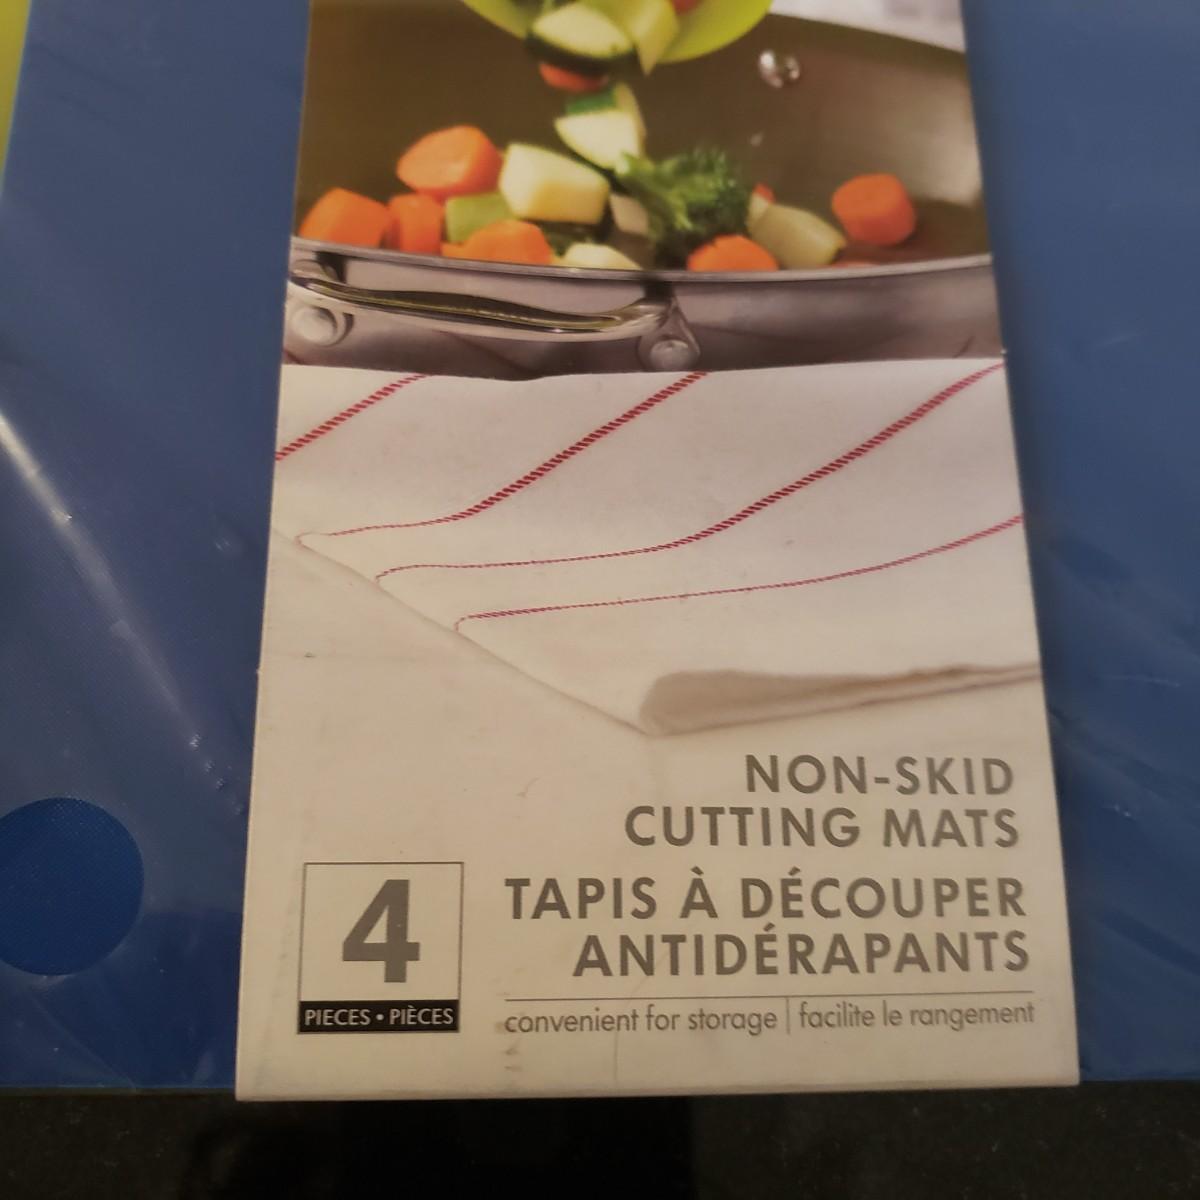 NON-SKID
CUTTING MATS
TAPIS À DÉCOUPER
ANTIDÉRAPANTS
4
PIECES • PIÈCES
convenient for storage | facilite le rangement